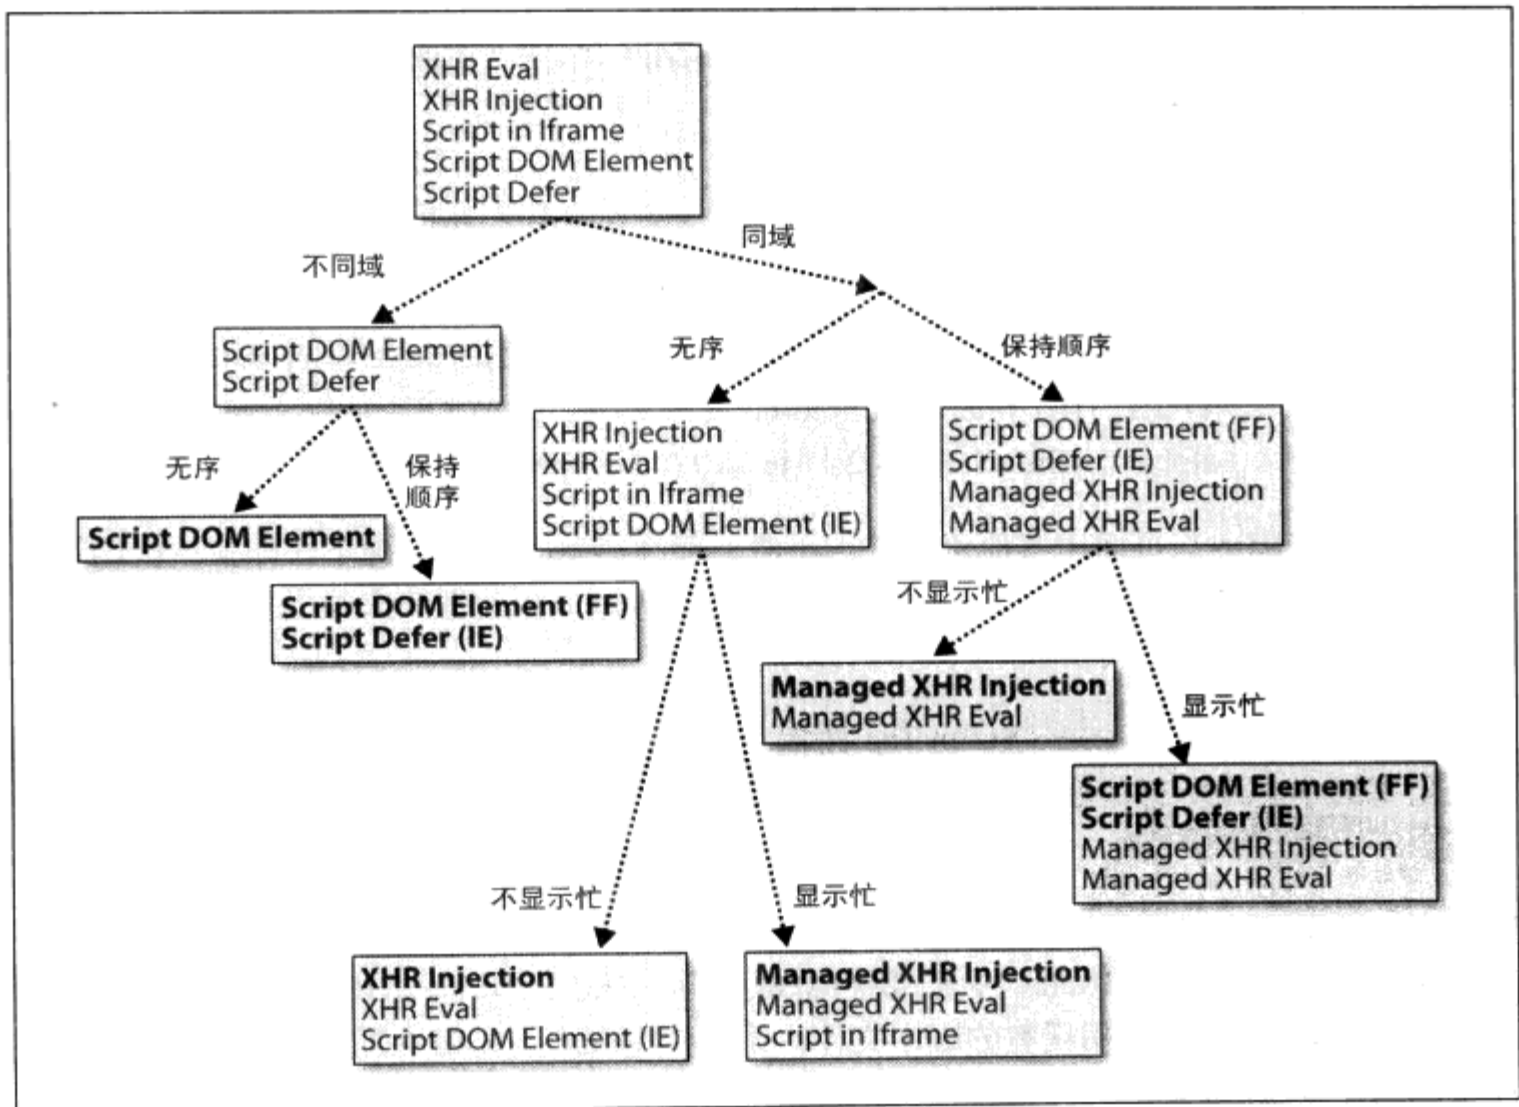 XHR Eval
XHR Injection
Script in Iframe
Script DOM Element
Script Defer
不同域
同域
Script DOM Element
Script Defer
无序
保持顺序
无序
保持
顺序
XHR Injection
XHR Eval
Script in Iframe
Script DOM Element (IE)
Script DOM Element (FF)
Script Defer (IE)
Managed XHR Injection
Managed XHR Eval
Script DOM Element
Script DOM Element (FF)
Script Defer (IE)
不显示忙
显示忙
Managed XHR Injection
Managed XHR Eval
Script DOM Element (FF)
Script Defer (IE)
Managed XHR Injection
Managed XHR Eval
不显示忙
显示忙
XHR Injection
XHR Eval
Script DOM Element (IE)
Managed XHR Injection
Managed XHR Eval
Script in Iframe